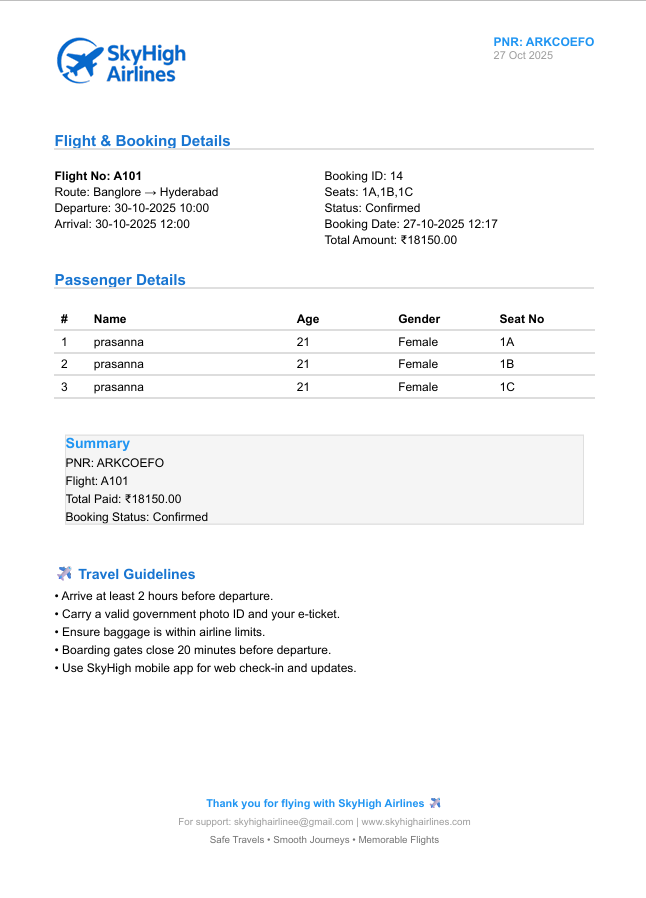 SkyHigh
Airlines
PNR: ARKCOEFO
27 Oct 2025
Flight & Booking Details
Flight No: A101
Route: Banglore → Hyderabad
Departure: 30-10-2025 10:00
Arrival: 30-10-2025 12:00
Booking ID: 14
Seats: 1A,1B,1C
Status: Confirmed
Booking Date: 27-10-2025 12:17
Total Amount: ₹18150.00
Passenger Details
# Name Age Gender Seat No
1 prasanna 21 Female 1A
2 prasanna 21 Female 1B
3 prasanna 21 Female 1C
Summary
PNR: ARKCOEFO
Flight: A101
Total Paid: ₹18150.00
Booking Status: Confirmed
Travel Guidelines
• Arrive at least 2 hours before departure.
• Carry a valid government photo ID and your e-ticket.
• Ensure baggage is within airline limits.
• Boarding gates close 20 minutes before departure.
• Use SkyHigh mobile app for web check-in and updates.
Thank you for flying with SkyHigh Airlines
For support: skyhighairlinee@gmail.com | www.skyhighairlines.com
Safe Travels • Smooth Journeys • Memorable Flights